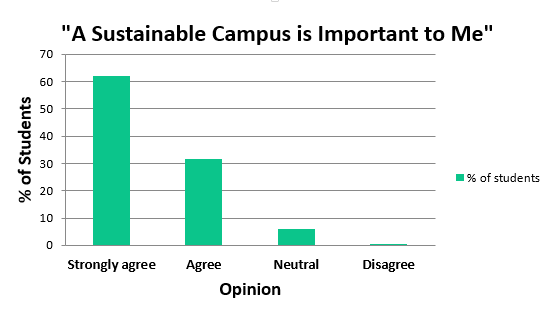 "A Sustainable Campus is Important to Me"
70
60
50
40
30
20
10
0
% of Students
Strongly agree
Agree
Neutral
Disagree
Opinion
% of students